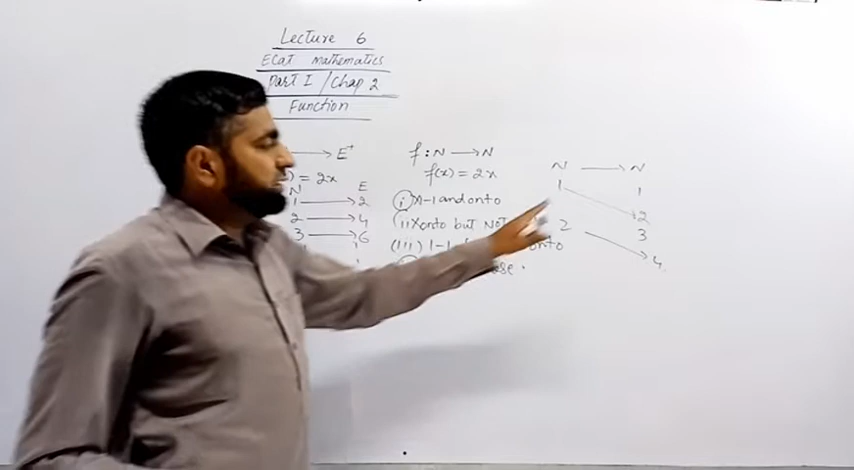 Lecture 6
ECat mathematics
Part I / Chap 2
Function
→ E⁺
) = 2x
N E
1 → 2
2 → 4
3 → 6
f : N → N
f(x) = 2x
(i) 1-1 and onto
(ii) onto but Not
(iii) 1-1 onto
N → N
1 1
2 2
3
4